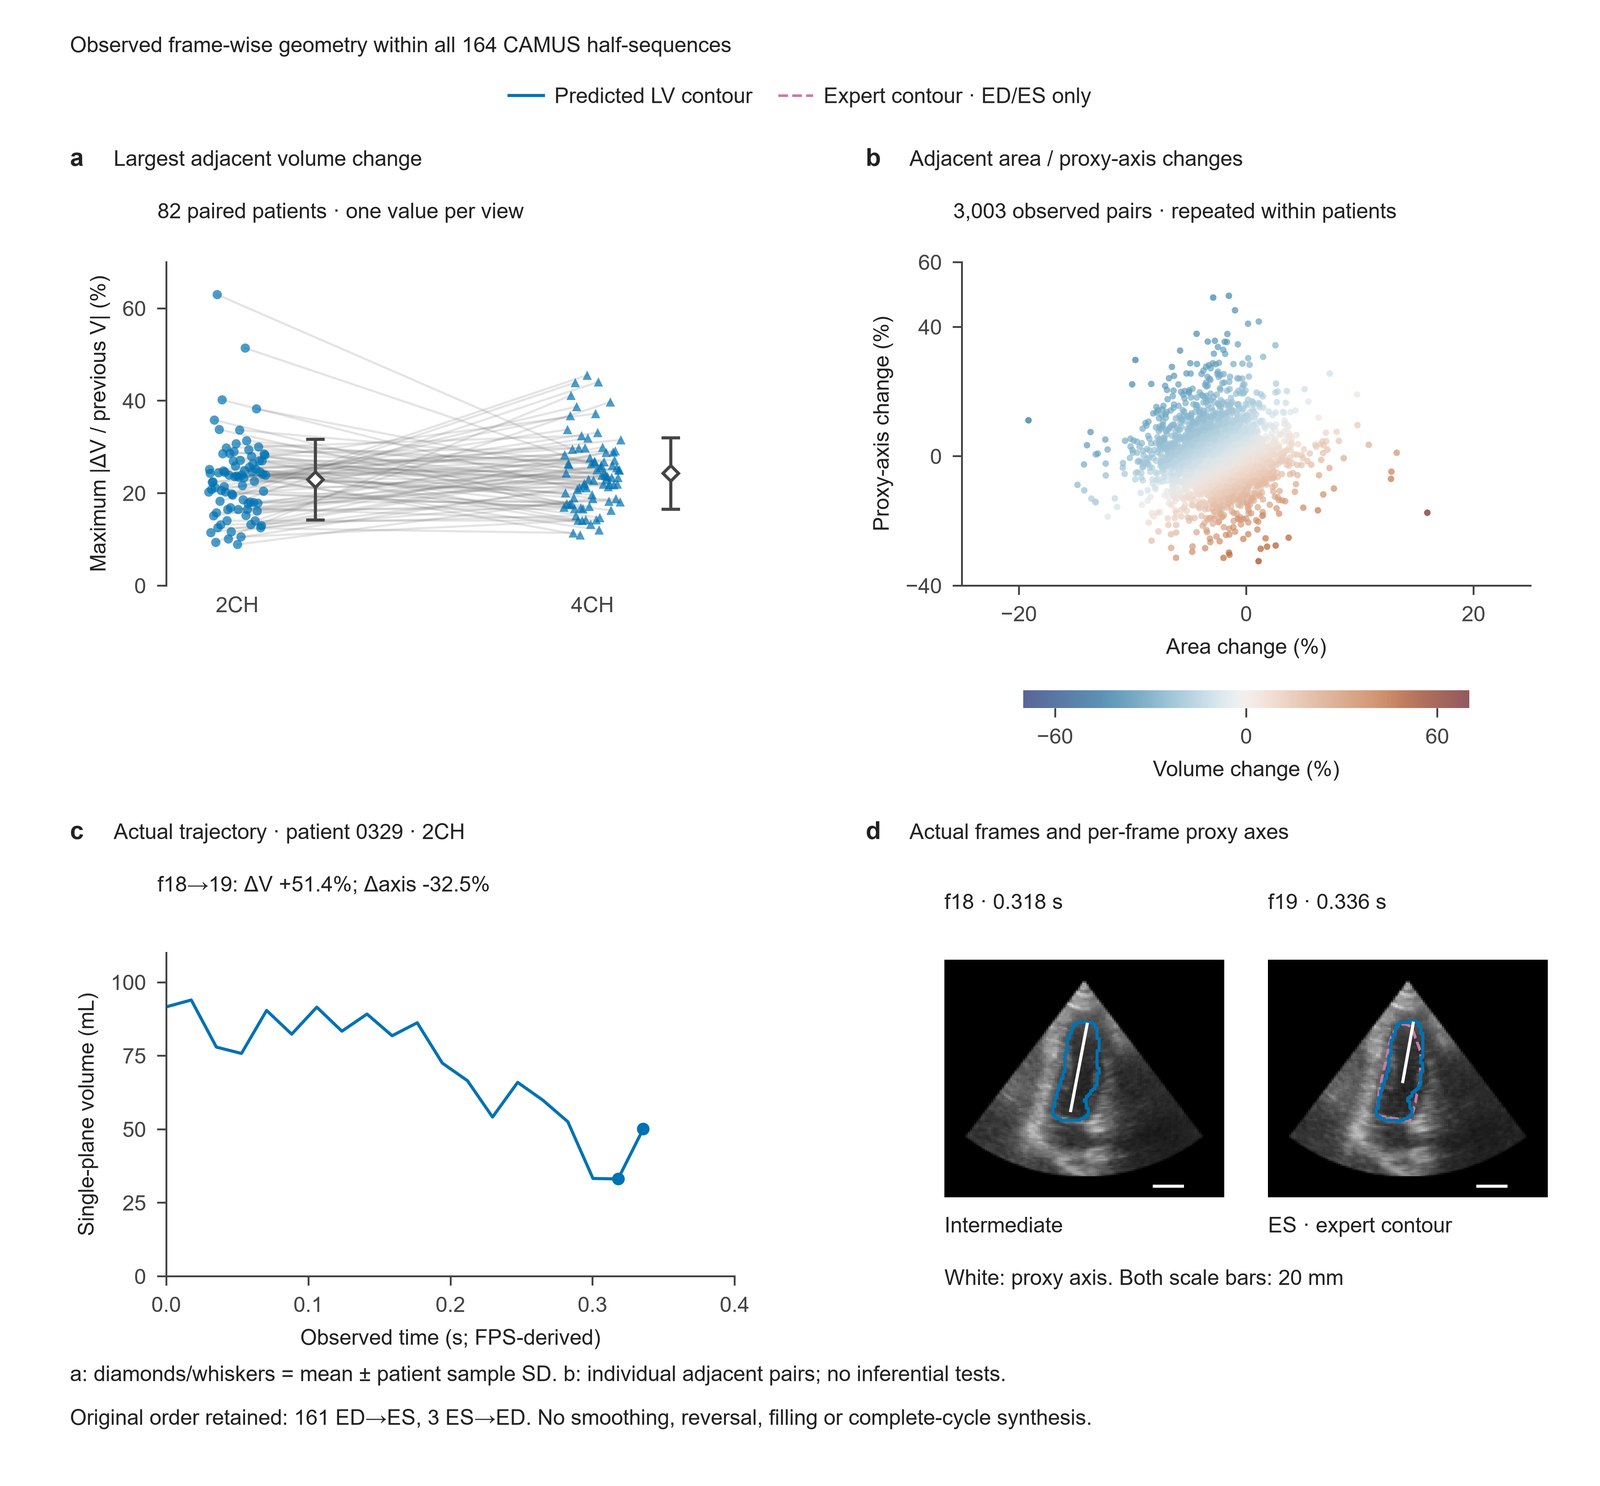 Observed frame-wise geometry within all 164 CAMUS half-sequences
Predicted LV contour
Expert contour · ED/ES only
a Largest adjacent volume change
82 paired patients · one value per view
Maximum |ΔV / previous V| (%)
60
40
20
0
2CH
4CH
b Adjacent area / proxy-axis changes
3,003 observed pairs · repeated within patients
Proxy-axis change (%)
60
40
0
−40
−20
0
20
Area change (%)
−60
0
60
Volume change (%)
c Actual trajectory · patient 0329 · 2CH
f18→19: ΔV +51.4%; Δaxis -32.5%
Single-plane volume (mL)
100
75
50
25
0
0.0
0.1
0.2
0.3
0.4
Observed time (s; FPS-derived)
d Actual frames and per-frame proxy axes
f18 · 0.318 s
f19 · 0.336 s
Intermediate
ES · expert contour
White: proxy axis. Both scale bars: 20 mm
a: diamonds/whiskers = mean ± patient sample SD. b: individual adjacent pairs; no inferential tests.
Original order retained: 161 ED→ES, 3 ES→ED. No smoothing, reversal, filling or complete-cycle synthesis.